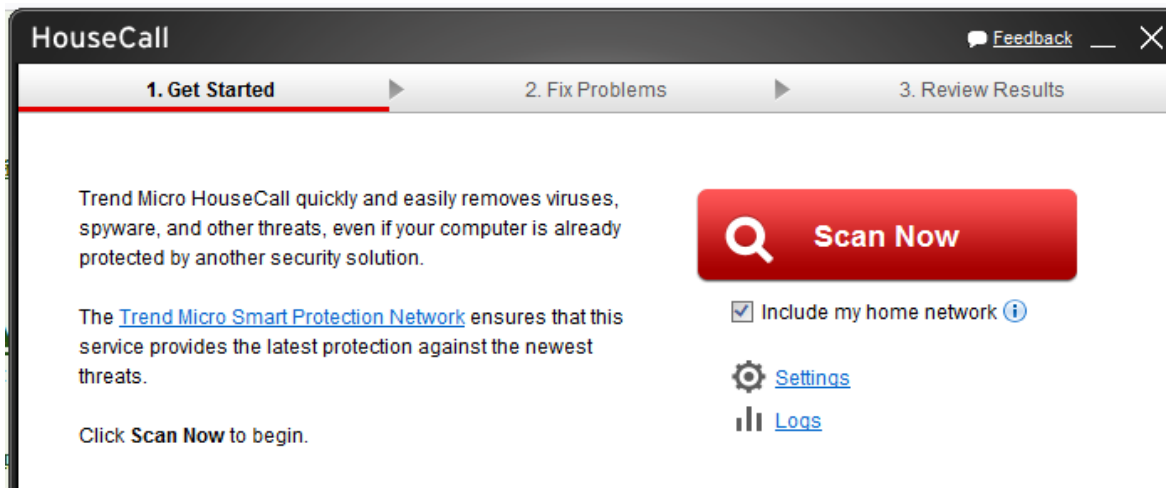 HouseCall
Feedback
1. Get Started
2. Fix Problems
3. Review Results
Trend Micro HouseCall quickly and easily removes viruses,
spyware, and other threats, even if your computer is already
protected by another security solution.
The Trend Micro Smart Protection Network ensures that this
service provides the latest protection against the newest
threats.
Click Scan Now to begin.
Scan Now
Include my home network
Settings
Logs